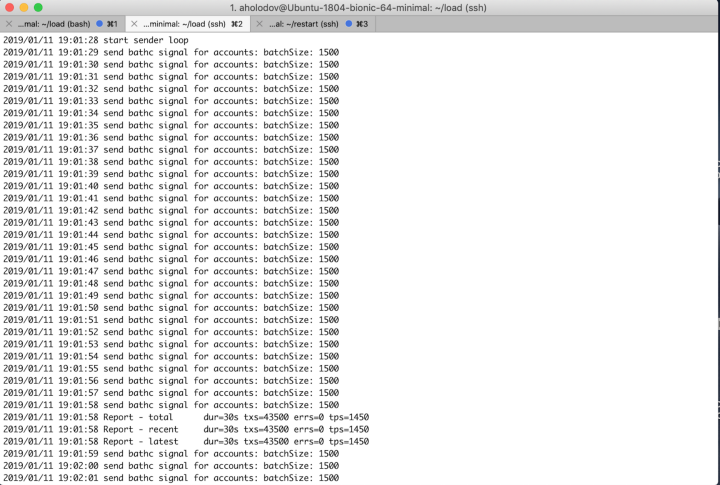 1. aholodov@Ubuntu-1804-bionic-64-minimal: ~/load (ssh)
...mal: ~/load (bash) ⌘1 ...minimal: ~/load (ssh) ⌘2 ...al: ~/restart (ssh) ⌘3
2019/01/11 19:01:28 start sender loop
2019/01/11 19:01:29 send bathc signal for accounts: batchSize: 1500
2019/01/11 19:01:30 send bathc signal for accounts: batchSize: 1500
2019/01/11 19:01:31 send bathc signal for accounts: batchSize: 1500
2019/01/11 19:01:32 send bathc signal for accounts: batchSize: 1500
2019/01/11 19:01:33 send bathc signal for accounts: batchSize: 1500
2019/01/11 19:01:34 send bathc signal for accounts: batchSize: 1500
2019/01/11 19:01:35 send bathc signal for accounts: batchSize: 1500
2019/01/11 19:01:36 send bathc signal for accounts: batchSize: 1500
2019/01/11 19:01:37 send bathc signal for accounts: batchSize: 1500
2019/01/11 19:01:38 send bathc signal for accounts: batchSize: 1500
2019/01/11 19:01:39 send bathc signal for accounts: batchSize: 1500
2019/01/11 19:01:40 send bathc signal for accounts: batchSize: 1500
2019/01/11 19:01:41 send bathc signal for accounts: batchSize: 1500
2019/01/11 19:01:42 send bathc signal for accounts: batchSize: 1500
2019/01/11 19:01:43 send bathc signal for accounts: batchSize: 1500
2019/01/11 19:01:44 send bathc signal for accounts: batchSize: 1500
2019/01/11 19:01:45 send bathc signal for accounts: batchSize: 1500
2019/01/11 19:01:46 send bathc signal for accounts: batchSize: 1500
2019/01/11 19:01:47 send bathc signal for accounts: batchSize: 1500
2019/01/11 19:01:48 send bathc signal for accounts: batchSize: 1500
2019/01/11 19:01:49 send bathc signal for accounts: batchSize: 1500
2019/01/11 19:01:50 send bathc signal for accounts: batchSize: 1500
2019/01/11 19:01:51 send bathc signal for accounts: batchSize: 1500
2019/01/11 19:01:52 send bathc signal for accounts: batchSize: 1500
2019/01/11 19:01:53 send bathc signal for accounts: batchSize: 1500
2019/01/11 19:01:54 send bathc signal for accounts: batchSize: 1500
2019/01/11 19:01:55 send bathc signal for accounts: batchSize: 1500
2019/01/11 19:01:56 send bathc signal for accounts: batchSize: 1500
2019/01/11 19:01:57 send bathc signal for accounts: batchSize: 1500
2019/01/11 19:01:58 send bathc signal for accounts: batchSize: 1500
2019/01/11 19:01:58 Report - total dur=30s txs=43500 errs=0 tps=1450
2019/01/11 19:01:58 Report - recent dur=30s txs=43500 errs=0 tps=1450
2019/01/11 19:01:58 Report - latest dur=30s txs=43500 errs=0 tps=1450
2019/01/11 19:01:59 send bathc signal for accounts: batchSize: 1500
2019/01/11 19:02:00 send bathc signal for accounts: batchSize: 1500
2019/01/11 19:02:01 send bathc signal for accounts: batchSize: 1500